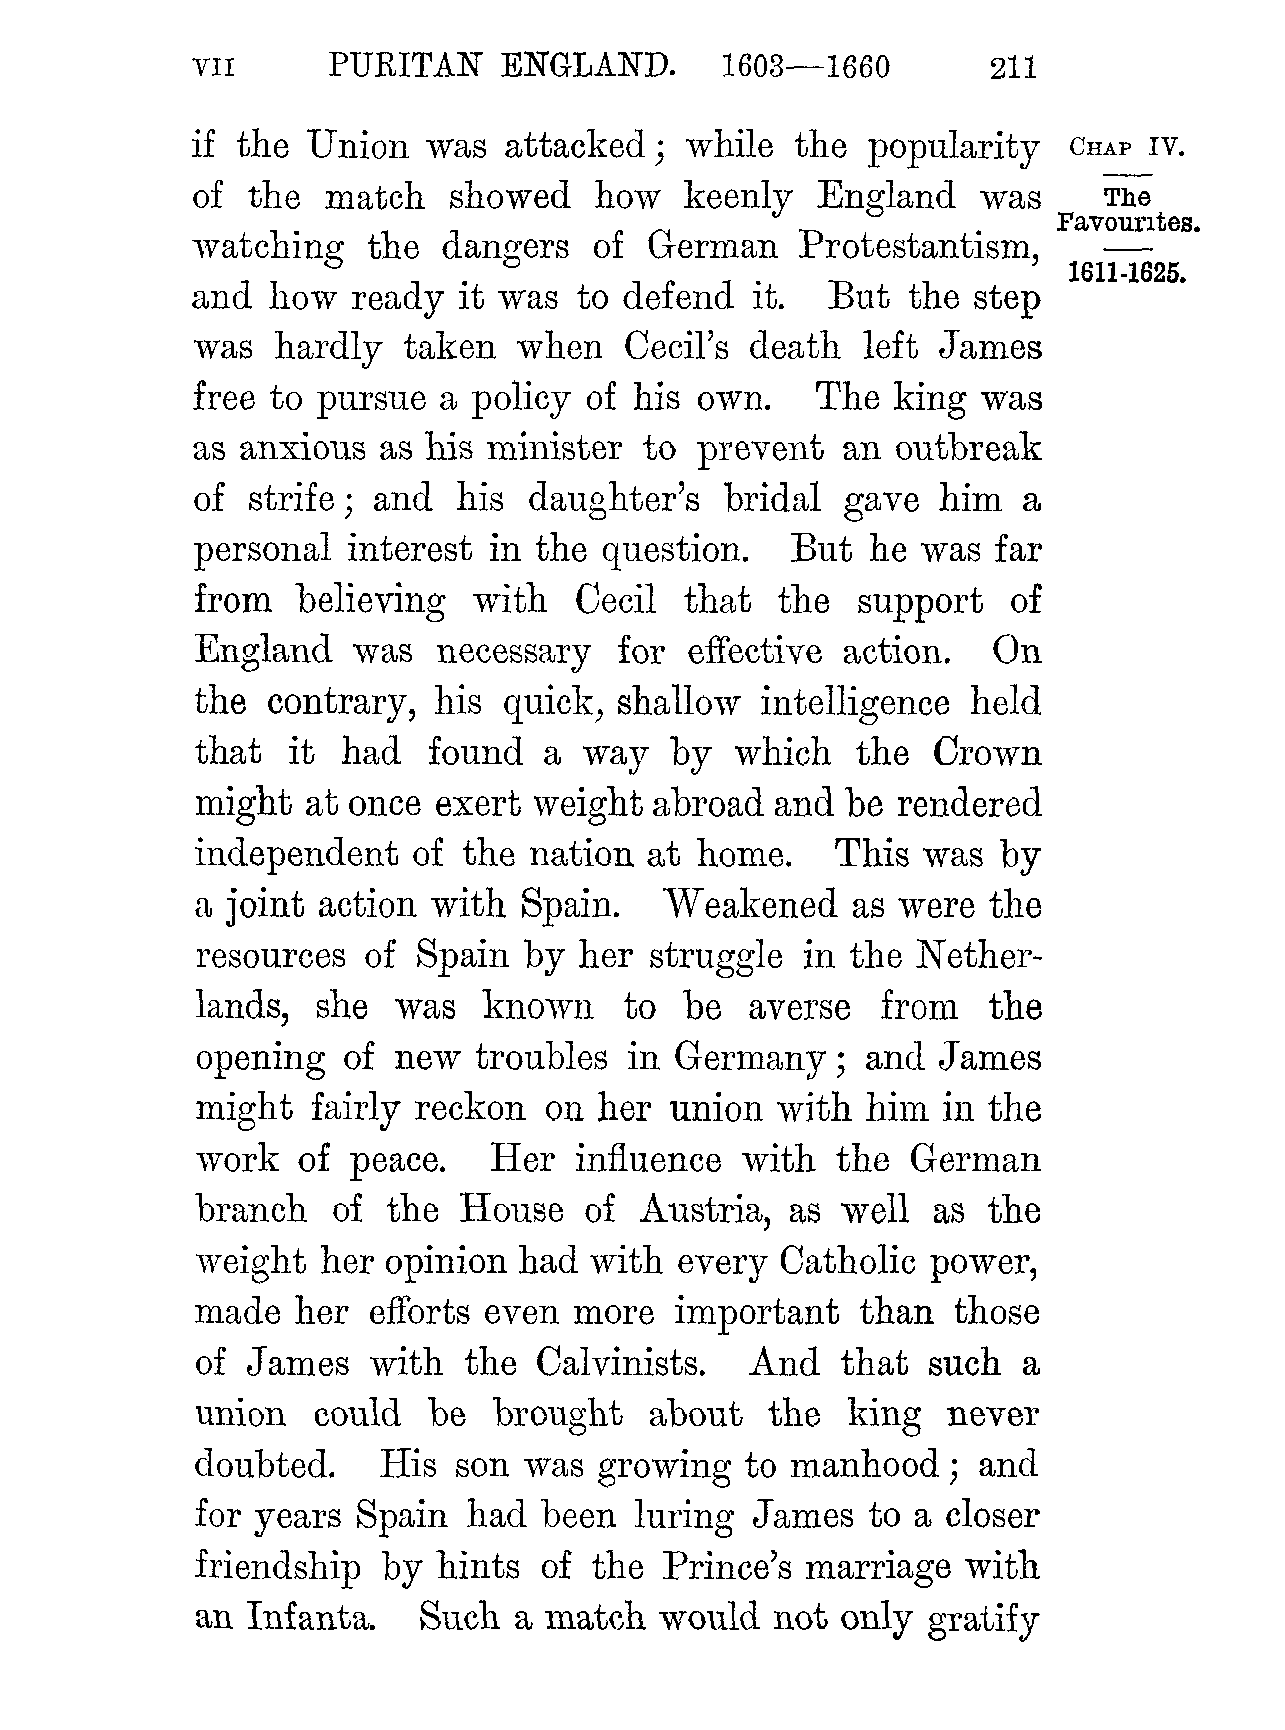 VII PURITAN ENGLAND. 1603—1660 211
if the Union was attacked; while the popularity
of the match showed how keenly England was
watching the dangers of German Protestantism,
and how ready it was to defend it. But the step
was hardly taken when Cecil's death left James
free to pursue a policy of his own. The king was
as anxious as his minister to prevent an outbreak
of strife; and his daughter's bridal gave him a
personal interest in the question. But he was far
from believing with Cecil that the support of
England was necessary for effective action. On
the contrary, his quick, shallow intelligence held
that it had found a way by which the Crown
might at once exert weight abroad and be rendered
independent of the nation at home. This was by
a joint action with Spain. Weakened as were the
resources of Spain by her struggle in the Nether-
lands, she was known to be averse from the
opening of new troubles in Germany; and James
might fairly reckon on her union with him in the
work of peace. Her influence with the German
branch of the House of Austria, as well as the
weight her opinion had with every Catholic power,
made her efforts even more important than those
of James with the Calvinists. And that such a
union could be brought about the king never
doubted. His son was growing to manhood; and
for years Spain had been luring James to a closer
friendship by hints of the Prince's marriage with
an Infanta. Such a match would not only gratify
CHAP IV.
The
Favourites.
1611-1625.